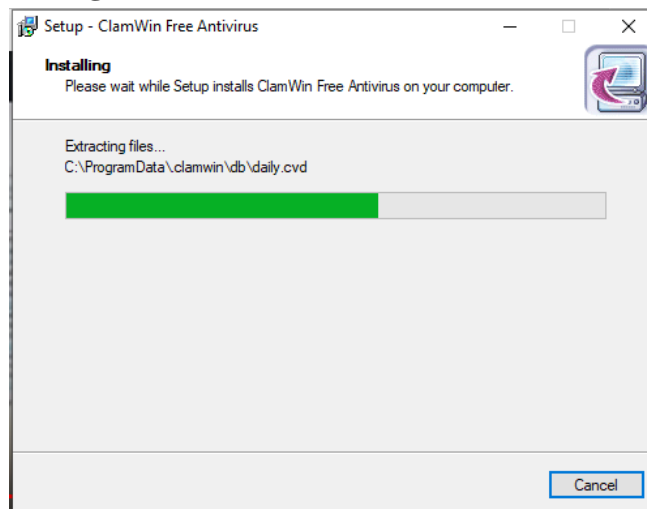 Setup - ClamWin Free Antivirus
Installing
Please wait while Setup installs ClamWin Free Antivirus on your computer.
Extracting files...
C:\ProgramData\clamwin\db\daily.cvd
Cancel